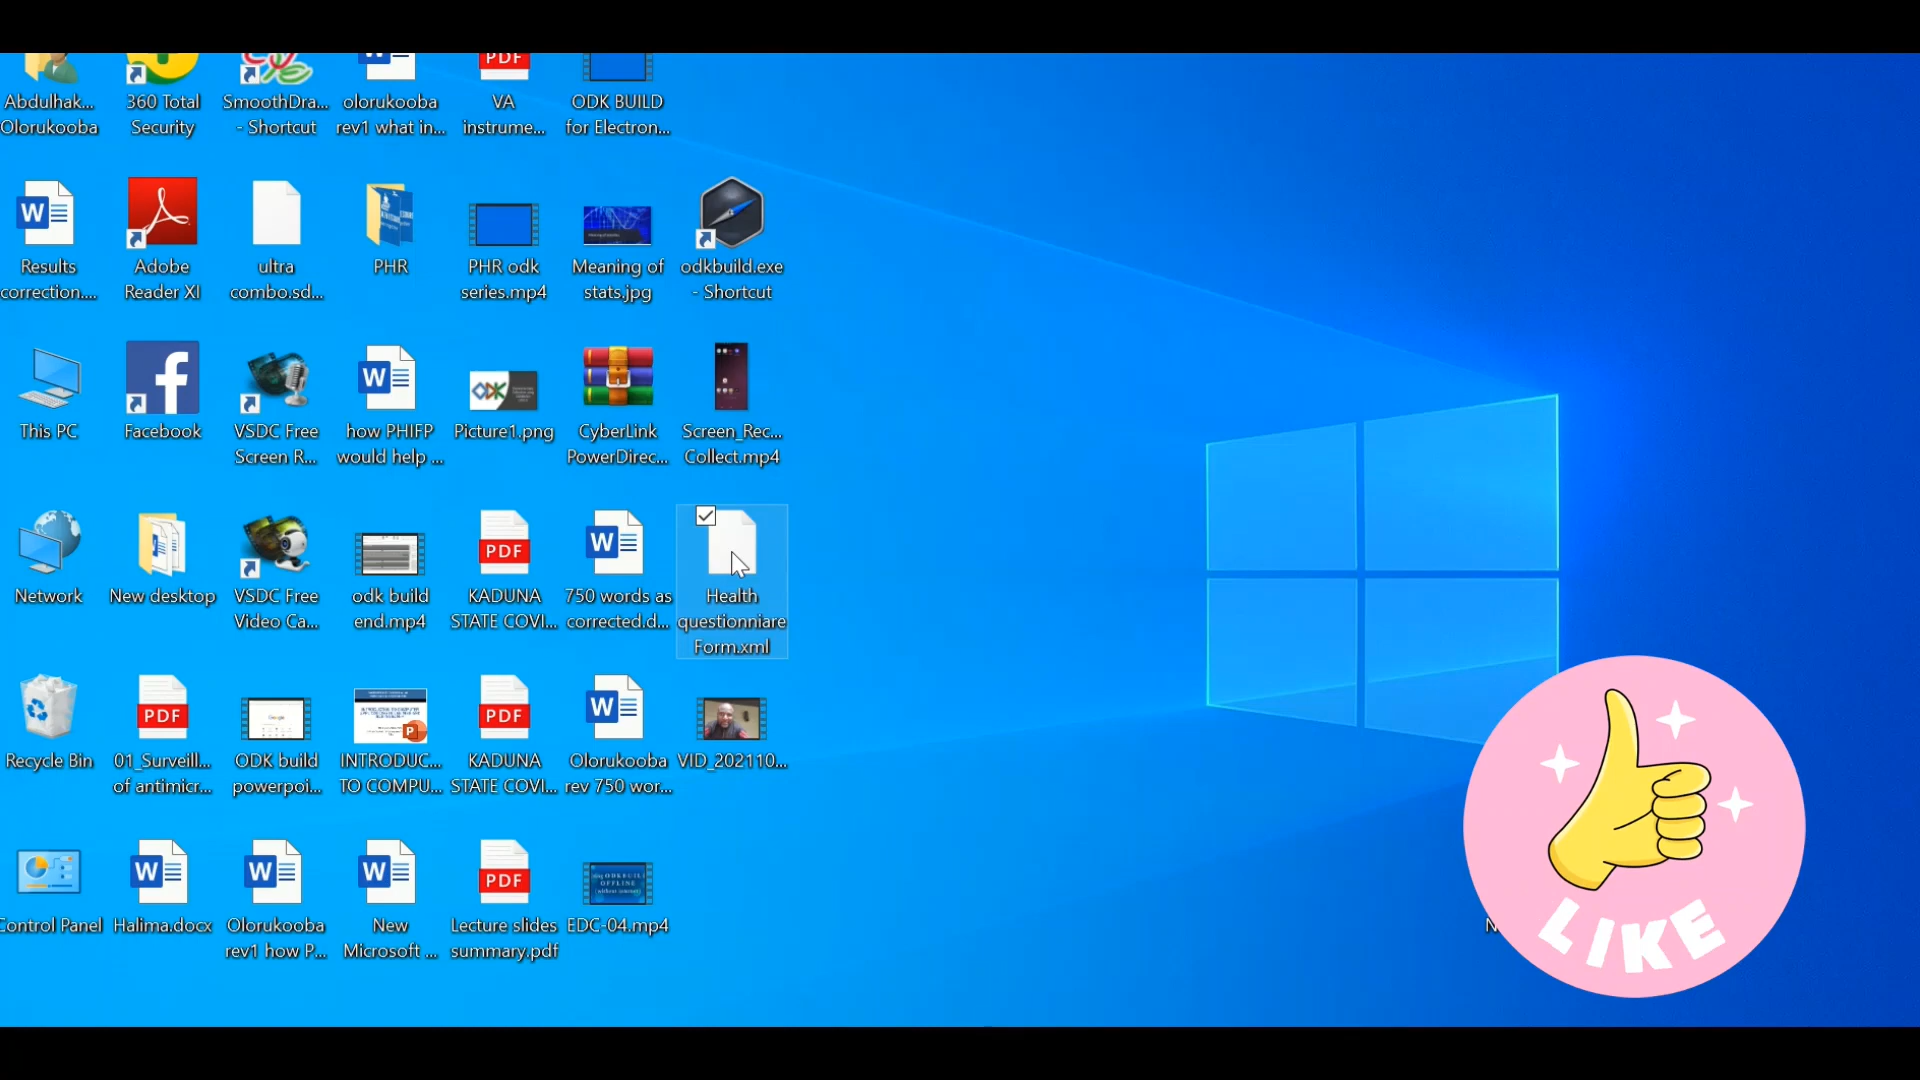 Abdulhak...
Olorukooba
360 Total
Security
SmoothDra...
- Shortcut
olorukooba
rev1 what in...
PDF
VA
instrume...
ODK BUILD
for Electron...
W
Results
correction....
Adobe
Reader XI
ultra
combo.sd...
PHR
PHR odk
series.mp4
Meaning of
stats.jpg
odkbuild.exe
- Shortcut
This PC
f
Facebook
VSDC Free
Screen R...
W
how PHIFP
would help ...
ODK
Picture1.png
CyberLink
PowerDirec...
Screen_Rec...
Collect.mp4
Network
New desktop
VSDC Free
Video Ca...
odk build
end.mp4
PDF
KADUNA
STATE COVI...
W
750 words as
corrected.d...
Health
questionniare
Form.xml
Recycle Bin
PDF
01_Surveill...
of antimicr...
Google
ODK build
powerpoi...
P
INTRODUC...
TO COMPU...
PDF
KADUNA
STATE COVI...
W
Olorukooba
rev 750 wor...
VID_202110...
Control Panel
W
Halima.docx
W
Olorukooba
rev1 how P...
W
New
Microsoft ...
PDF
Lecture slides
summary.pdf
ODKBUILD
OFFLINE
EDC-04.mp4
N
LIKE